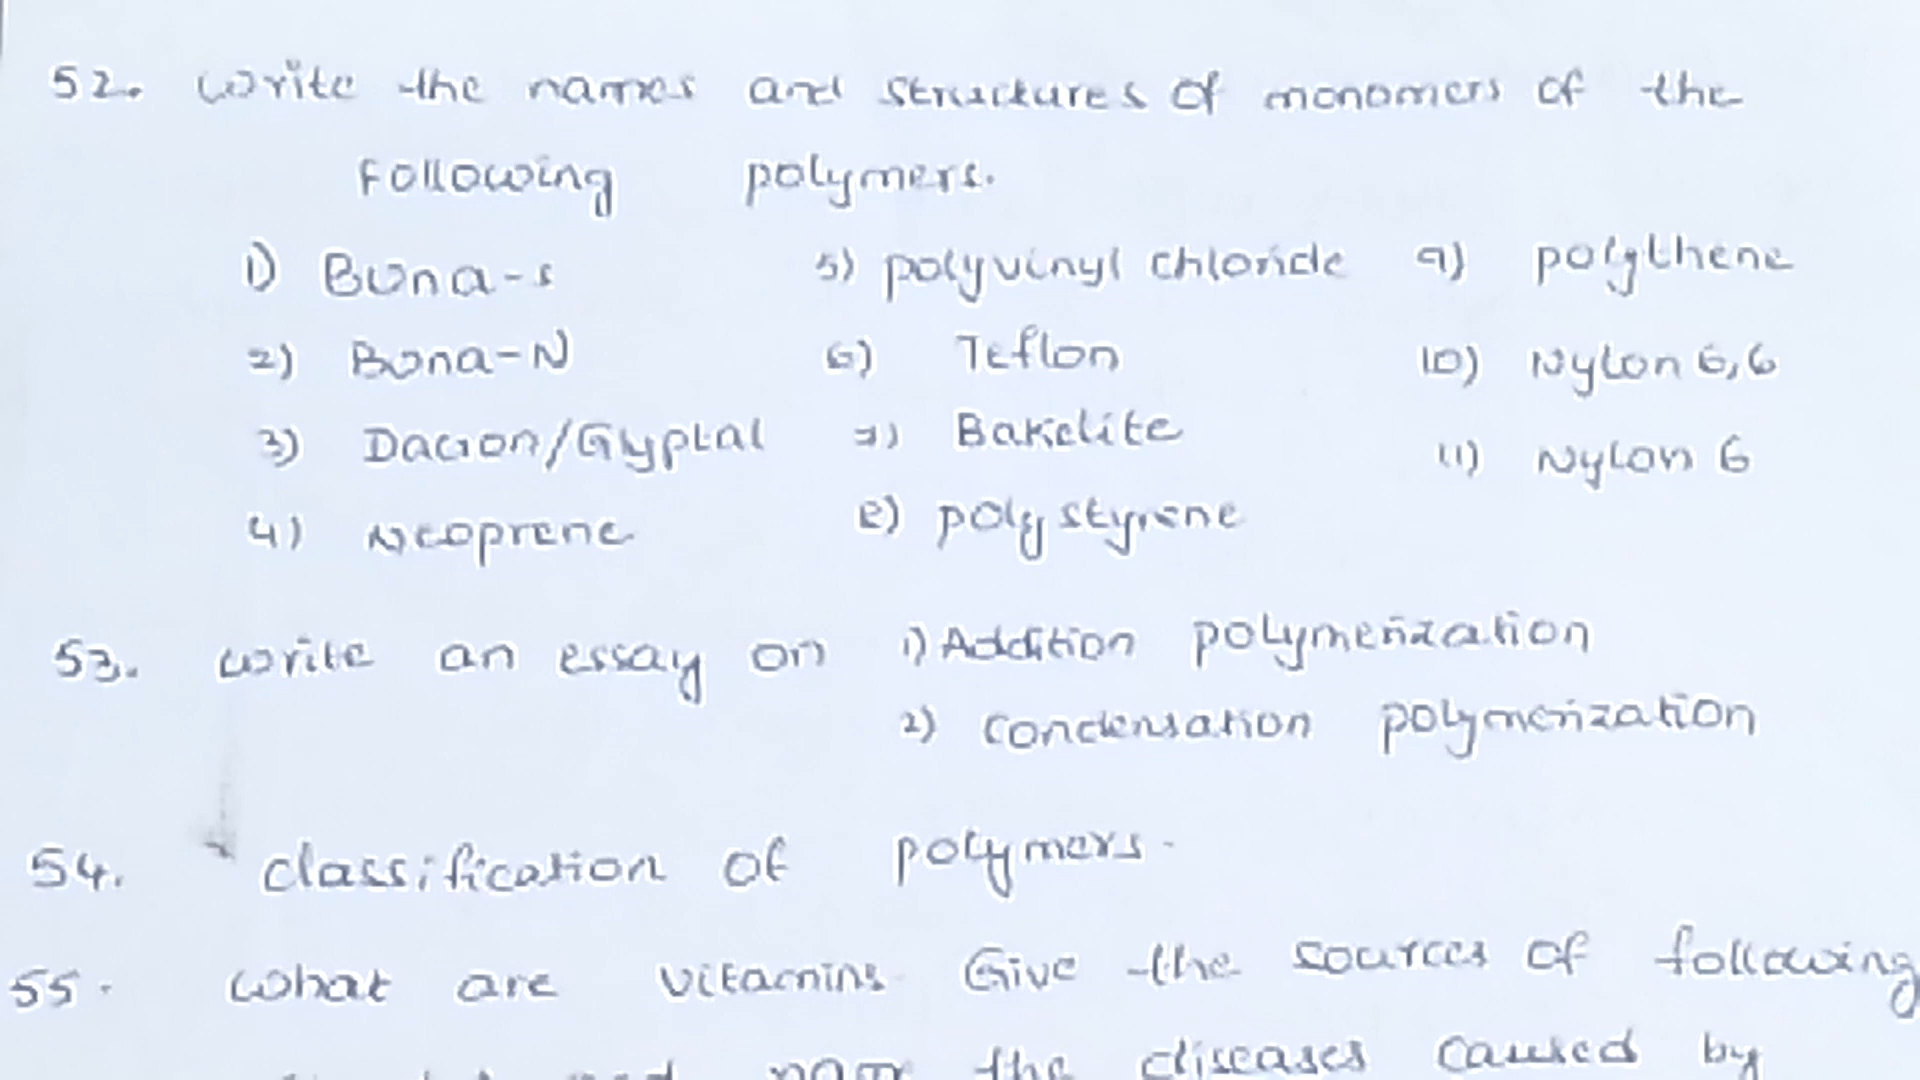 52. write the names and structures of monomers of the
following polymers.
1) Buna-s 5) polyvinyl chloride 9) polythene
2) Buna-N 6) Teflon 10) Nylon 6,6
3) Dacron/Glyptal 7) Bakelite 11) Nylon 6
4) Neoprene 8) poly styrene
53. write an essay on 1) Addition polymerization
2) condensation polymerization
54. classification of polymers.
55. what are vitamins Give the sources of following
name the diseases caused by